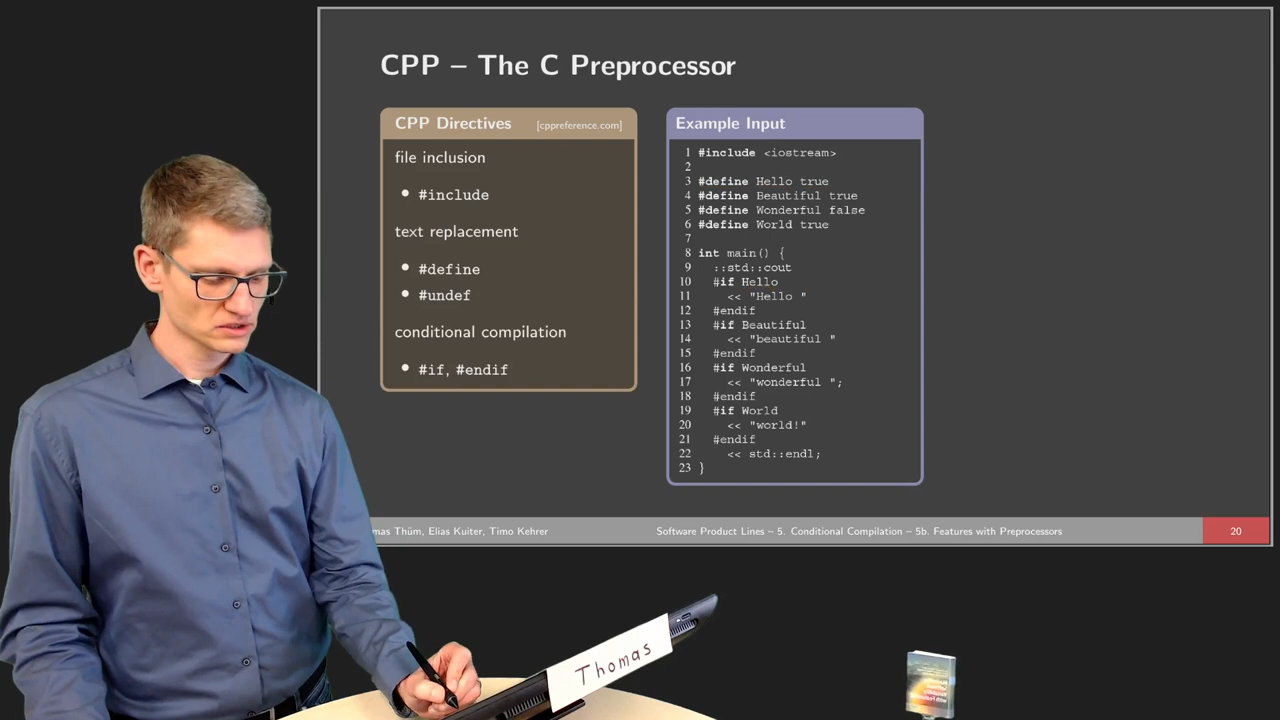 CPP – The C Preprocessor
CPP Directives [cppreference.com]
file inclusion
• #include
text replacement
• #define
• #undef
conditional compilation
• #if, #endif
Example Input
1 #include <iostream>
2
3 #define Hello true
4 #define Beautiful true
5 #define Wonderful false
6 #define World true
7
8 int main() {
9 ::std::cout
10 #if Hello
11 << "Hello "
12 #endif
13 #if Beautiful
14 << "beautiful "
15 #endif
16 #if Wonderful
17 << "wonderful ";
18 #endif
19 #if World
20 << "world!"
21 #endif
22 << std::endl;
23 }
mas Thüm, Elias Kuiter, Timo Kehrer
Software Product Lines – 5. Conditional Compilation – 5b. Features with Preprocessors
20
Thomas